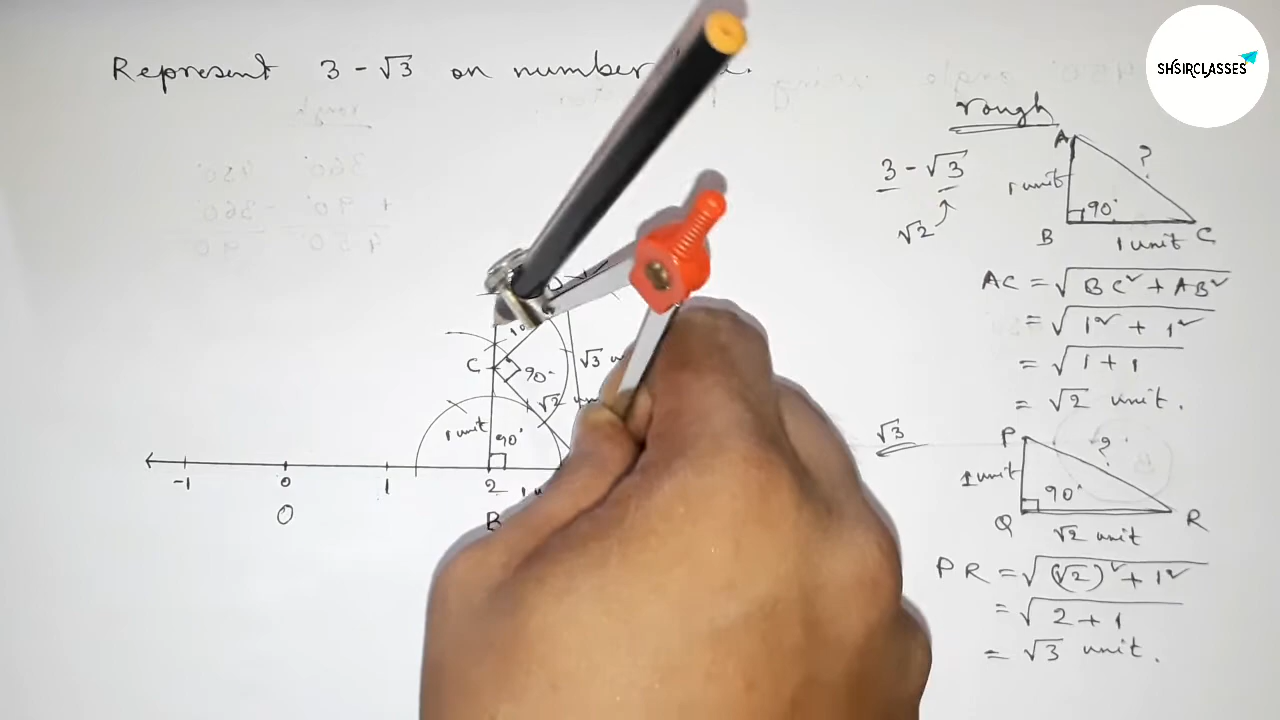 Represent 3 - √3 on number
SHSIRCLASSES
rough
3 - √3
√2
A
?
1 unit
90°
B
1 unit C
AC = √BC² + AB²
= √1² + 1²
= √1 + 1
= √2 unit.
√3
P
?
1 unit
90°
Q
R
√2 unit
PR = √(√2)² + 1²
= √2 + 1
= √3 unit.
D
C
90°
√3
√2
1 unit
90°
-1 0 1 2
O
B